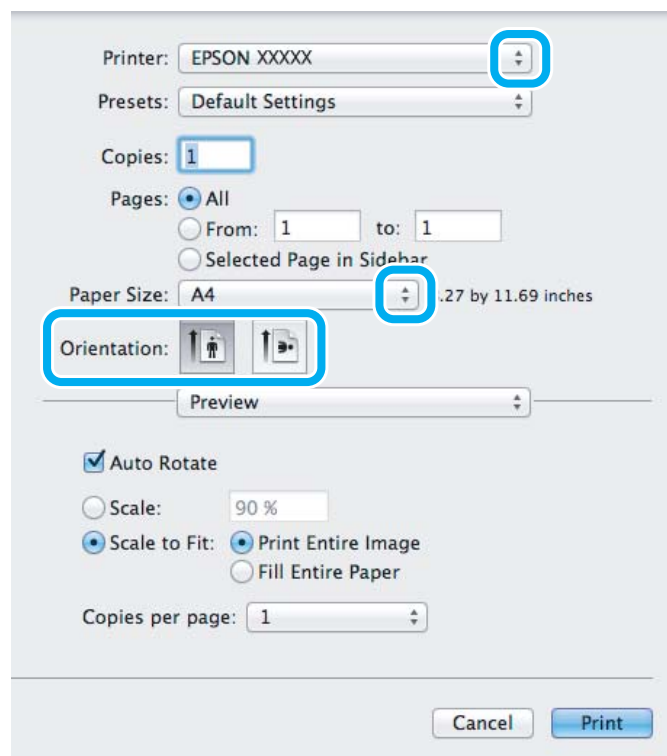 Printer: EPSON XXXXX
Presets: Default Settings
Copies: 1
Pages: All
From: 1 to: 1
Selected Page in Sidebar
Paper Size: A4 .27 by 11.69 inches
Orientation:
Preview
Auto Rotate
Scale: 90 %
Scale to Fit: Print Entire Image
Fill Entire Paper
Copies per page: 1
Cancel Print